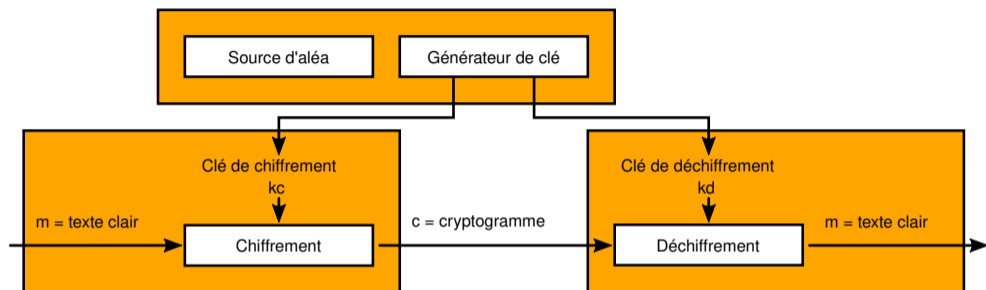 Source d'aléa
Générateur de clé
Clé de chiffrement
kc
Clé de déchiffrement
kd
m = texte clair
Chiffrement
c = cryptogramme
Déchiffrement
m = texte clair